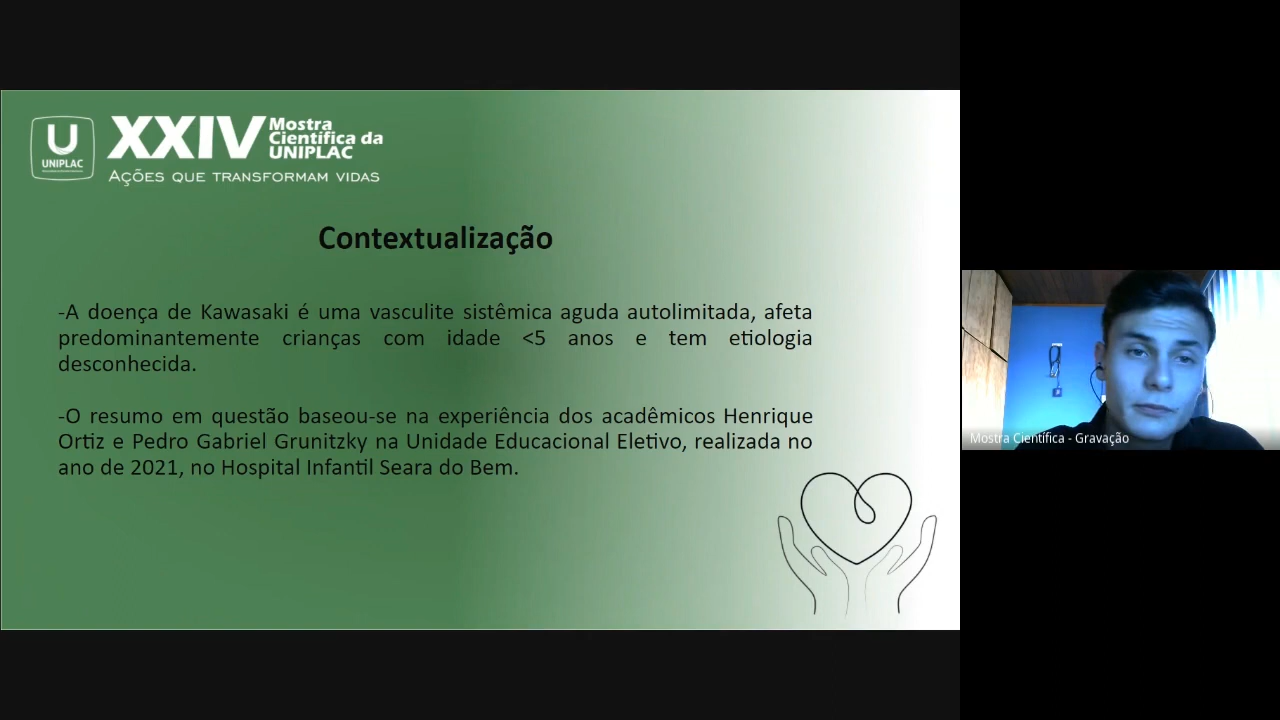 XXIV Mostra
Científica da
UNIPLAC
U
UNIPLAC
AÇÕES QUE TRANSFORMAM VIDAS
Contextualização
-A doença de Kawasaki é uma vasculite sistêmica aguda autolimitada, afeta
predominantemente crianças com idade <5 anos e tem etiologia
desconhecida.
-O resumo em questão baseou-se na experiência dos acadêmicos Henrique
Ortiz e Pedro Gabriel Grunitzky na Unidade Educacional Eletivo, realizada no
ano de 2021, no Hospital Infantil Seara do Bem.
Mostra Científica - Gravação